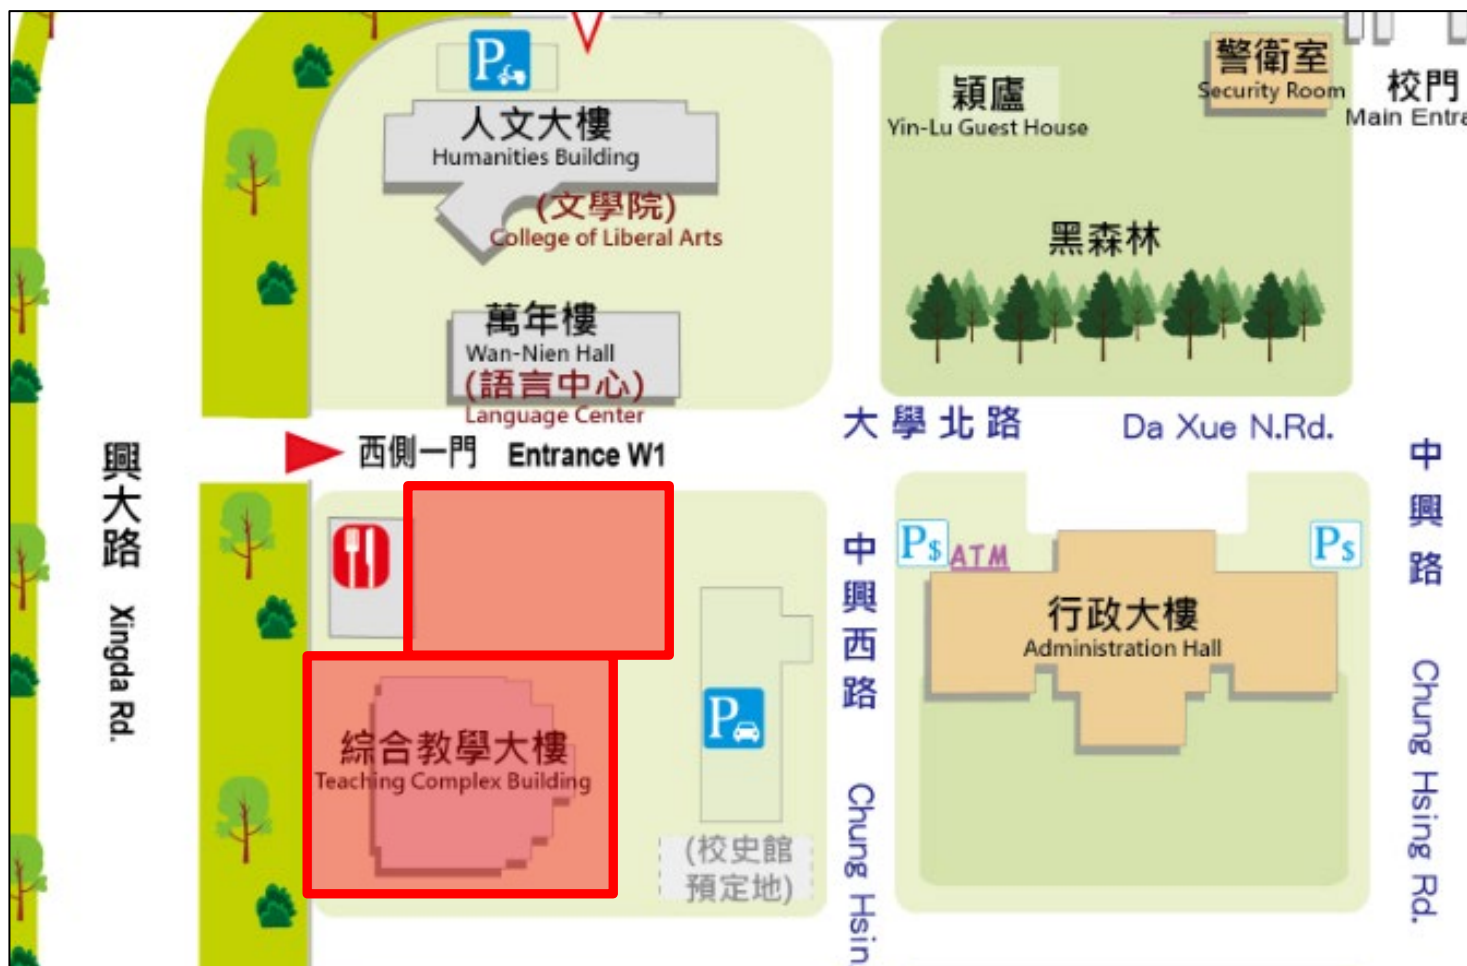 P
人文大樓
Humanities Building
(文學院)
College of Liberal Arts
萬年樓
Wan-Nien Hall
(語言中心)
Language Center
穎廬
Yin-Lu Guest House
警衛室
Security Room
校門
Main Entra
黑森林
大學北路 Da Xue N.Rd.
西側一門 Entrance W1
興大路 Xingda Rd.
綜合教學大樓
Teaching Complex Building
P
(校史館
預定地)
中興西路 Chung Hsin
P$
ATM
P$
行政大樓
Administration Hall
中興路 Chung Hsing Rd.